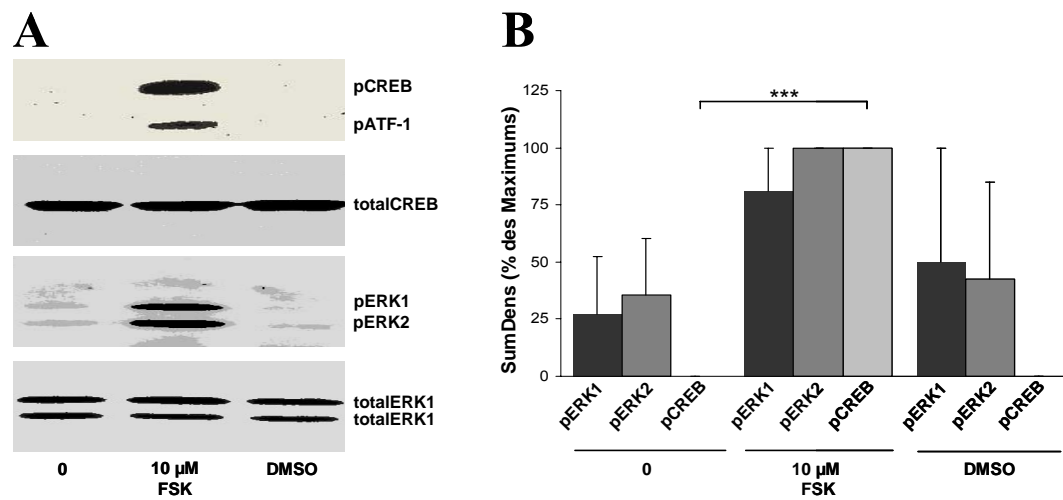 A
pCREB
pATF-1
totalCREB
pERK1
pERK2
totalERK1
totalERK1
0
10 µM
FSK
DMSO
B
SumDens (% des Maximums)
125
100
75
50
25
0
***
pERK1
pERK2
pCREB
pERK1
pERK2
pCREB
pERK1
pERK2
pCREB
0
10 µM
FSK
DMSO